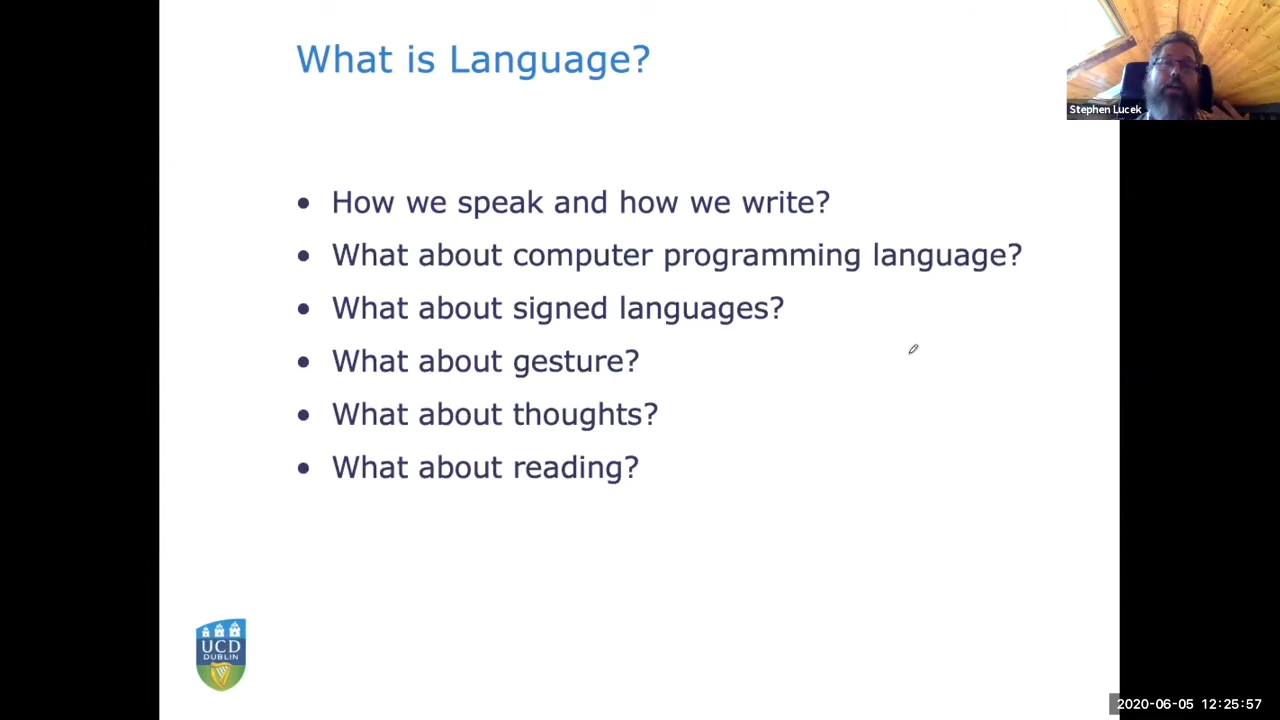 What is Language?
Stephen Lucek
• How we speak and how we write?
• What about computer programming language?
• What about signed languages?
• What about gesture?
• What about thoughts?
• What about reading?
UCD
DUBLIN
2020-06-05 12:25:57